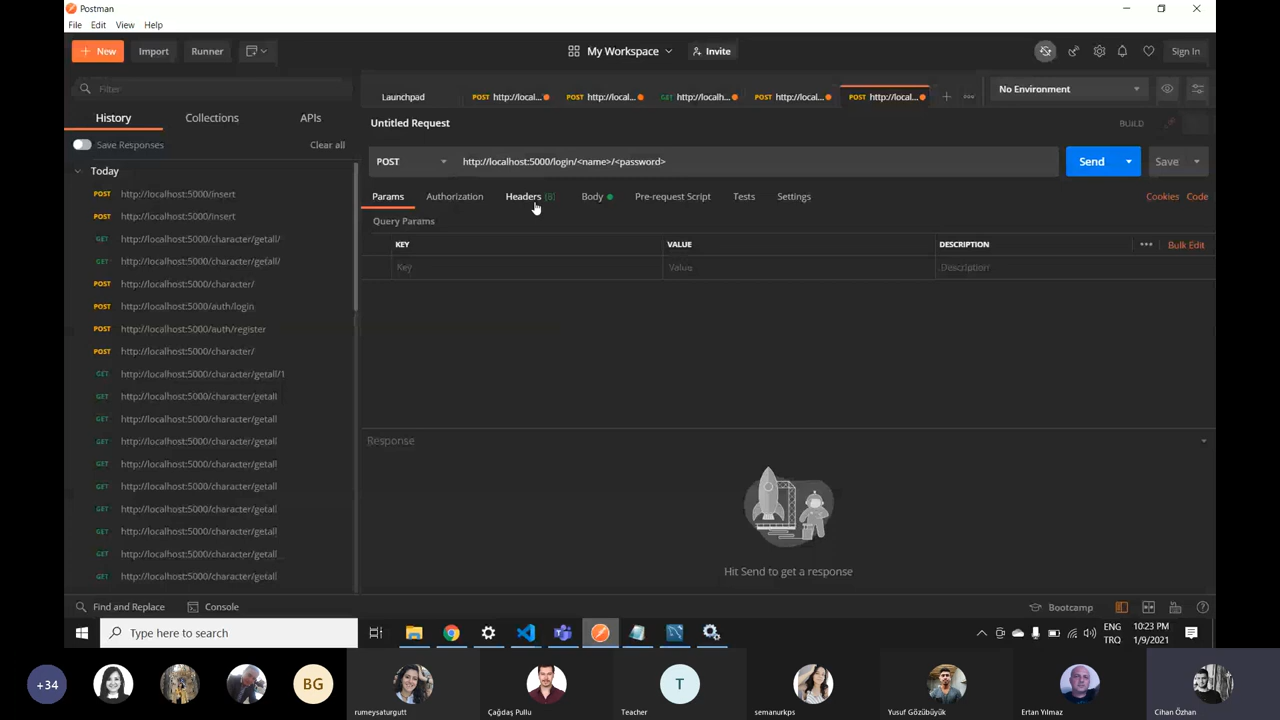 Postman
File Edit View Help
+ New Import Runner My Workspace Invite Sign In
Filter
Launchpad POST http://local... POST http://local... GET http://localh... POST http://local... POST http://local... + No Environment
History Collections APIs
Untitled Request BUILD
Save Responses Clear all
POST http://localhost:5000/login/<name>/<password> Send Save
Today
Params Authorization Headers (8) Body Pre-request Script Tests Settings Cookies Code
POST http://localhost:5000/insert
POST http://localhost:5000/insert
GET http://localhost:5000/character/getall/
GET http://localhost:5000/character/getall/
POST http://localhost:5000/character/
POST http://localhost:5000/auth/login
POST http://localhost:5000/auth/register
POST http://localhost:5000/character/
GET http://localhost:5000/character/getall/1
GET http://localhost:5000/character/getall
GET http://localhost:5000/character/getall
GET http://localhost:5000/character/getall
GET http://localhost:5000/character/getall
GET http://localhost:5000/character/getall
GET http://localhost:5000/character/getall
GET http://localhost:5000/character/getall
GET http://localhost:5000/character/getall
GET http://localhost:5000/character/getall
Query Params
KEY VALUE DESCRIPTION ••• Bulk Edit
Key Value Description
Response
Hit Send to get a response
Find and Replace Console Bootcamp
Type here to search
ENG 10:23 PM
TRQ 1/9/2021
+34 BG T
rumeysaturgutt Çağdaş Pullu Teacher semanurkps Yusuf Gözübüyük Ertan Yılmaz Cihan Özhan